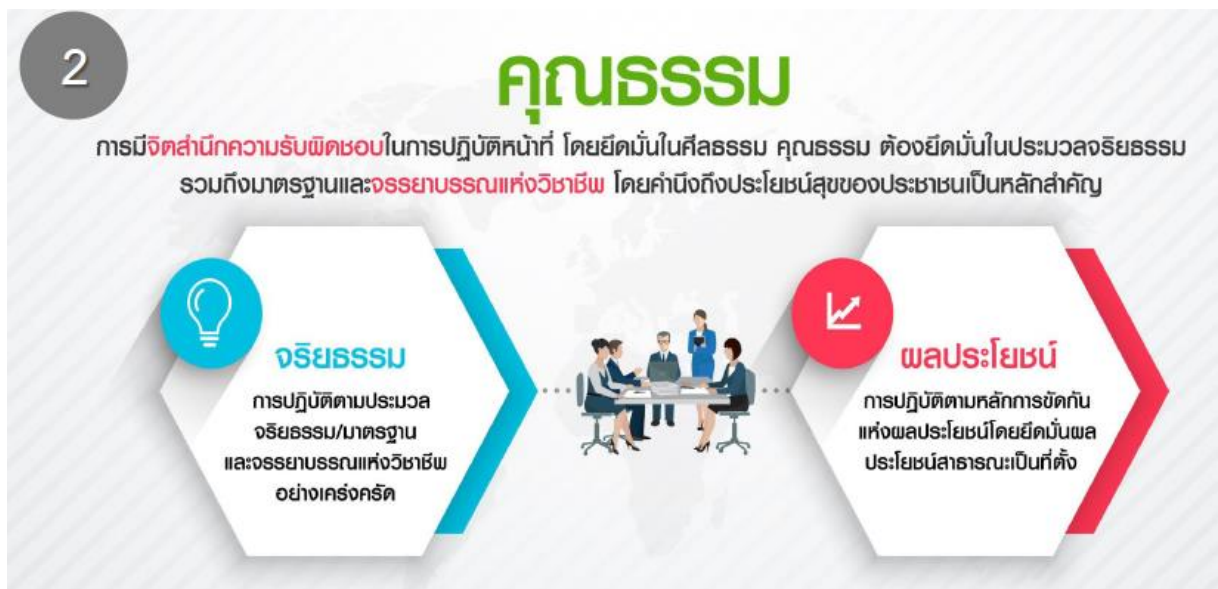 2
คุณธรรม
การมีจิตสำนึกความรับผิดชอบในการปฏิบัติหน้าที่ โดยยึดมั่นในศีลธรรม คุณธรรม ต้องยึดมั่นในประมวลจริยธรรม
รวมถึงมาตรฐานและจรรยาบรรณแห่งวิชาชีพ โดยคำนึงถึงประโยชน์สุขของประชาชนเป็นหลักสำคัญ
จริยธรรม
การปฏิบัติตามประมวล
จริยธรรม/มาตรฐาน
และจรรยาบรรณแห่งวิชาชีพ
อย่างเคร่งครัด
ผลประโยชน์
การปฏิบัติตามหลักการขัดกัน
แห่งผลประโยชน์โดยยึดมั่นผล
ประโยชน์สาธารณะเป็นที่ตั้ง